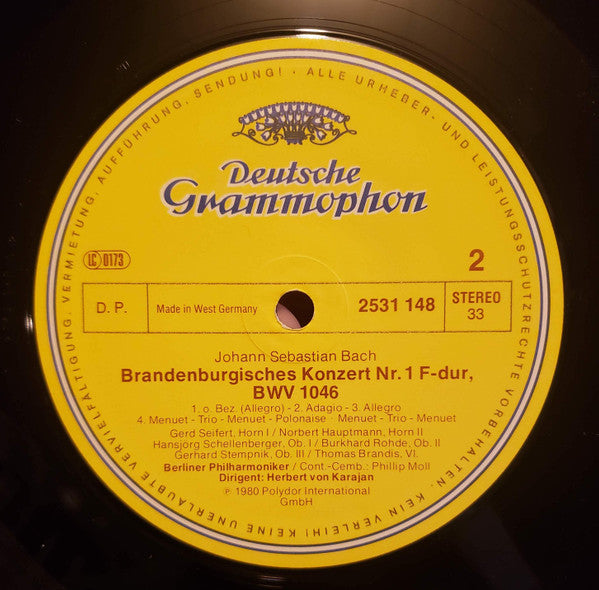 KEINE UNERLAUBTE VERVIELFÄLTIGUNG, VERMIETUNG, AUFFÜHRUNG, SENDUNG! · ALLE URHEBER- UND LEISTUNGSSCHUTZRECHTE VORBEHALTEN. KEIN VERLEIH!
Deutsche
Grammophon
LC 0173
2
D. P.
Made in West Germany
2531 148
STEREO
33
Johann Sebastian Bach
Brandenburgisches Konzert Nr. 1 F-dur,
BWV 1046
1. o. Bez. (Allegro) - 2. Adagio - 3. Allegro
4. Menuet - Trio - Menuet - Polonaise - Menuet - Trio - Menuet
Gerd Seifert, Horn I / Norbert Hauptmann, Horn II
Hansjörg Schellenberger, Ob. I / Burkhard Rohde, Ob. II
Gerhard Stempnik, Ob. III / Thomas Brandis, VI.
Berliner Philharmoniker / Cont.-Cemb.: Phillip Moll
Dirigent: Herbert von Karajan
℗ 1980 Polydor International
GmbH